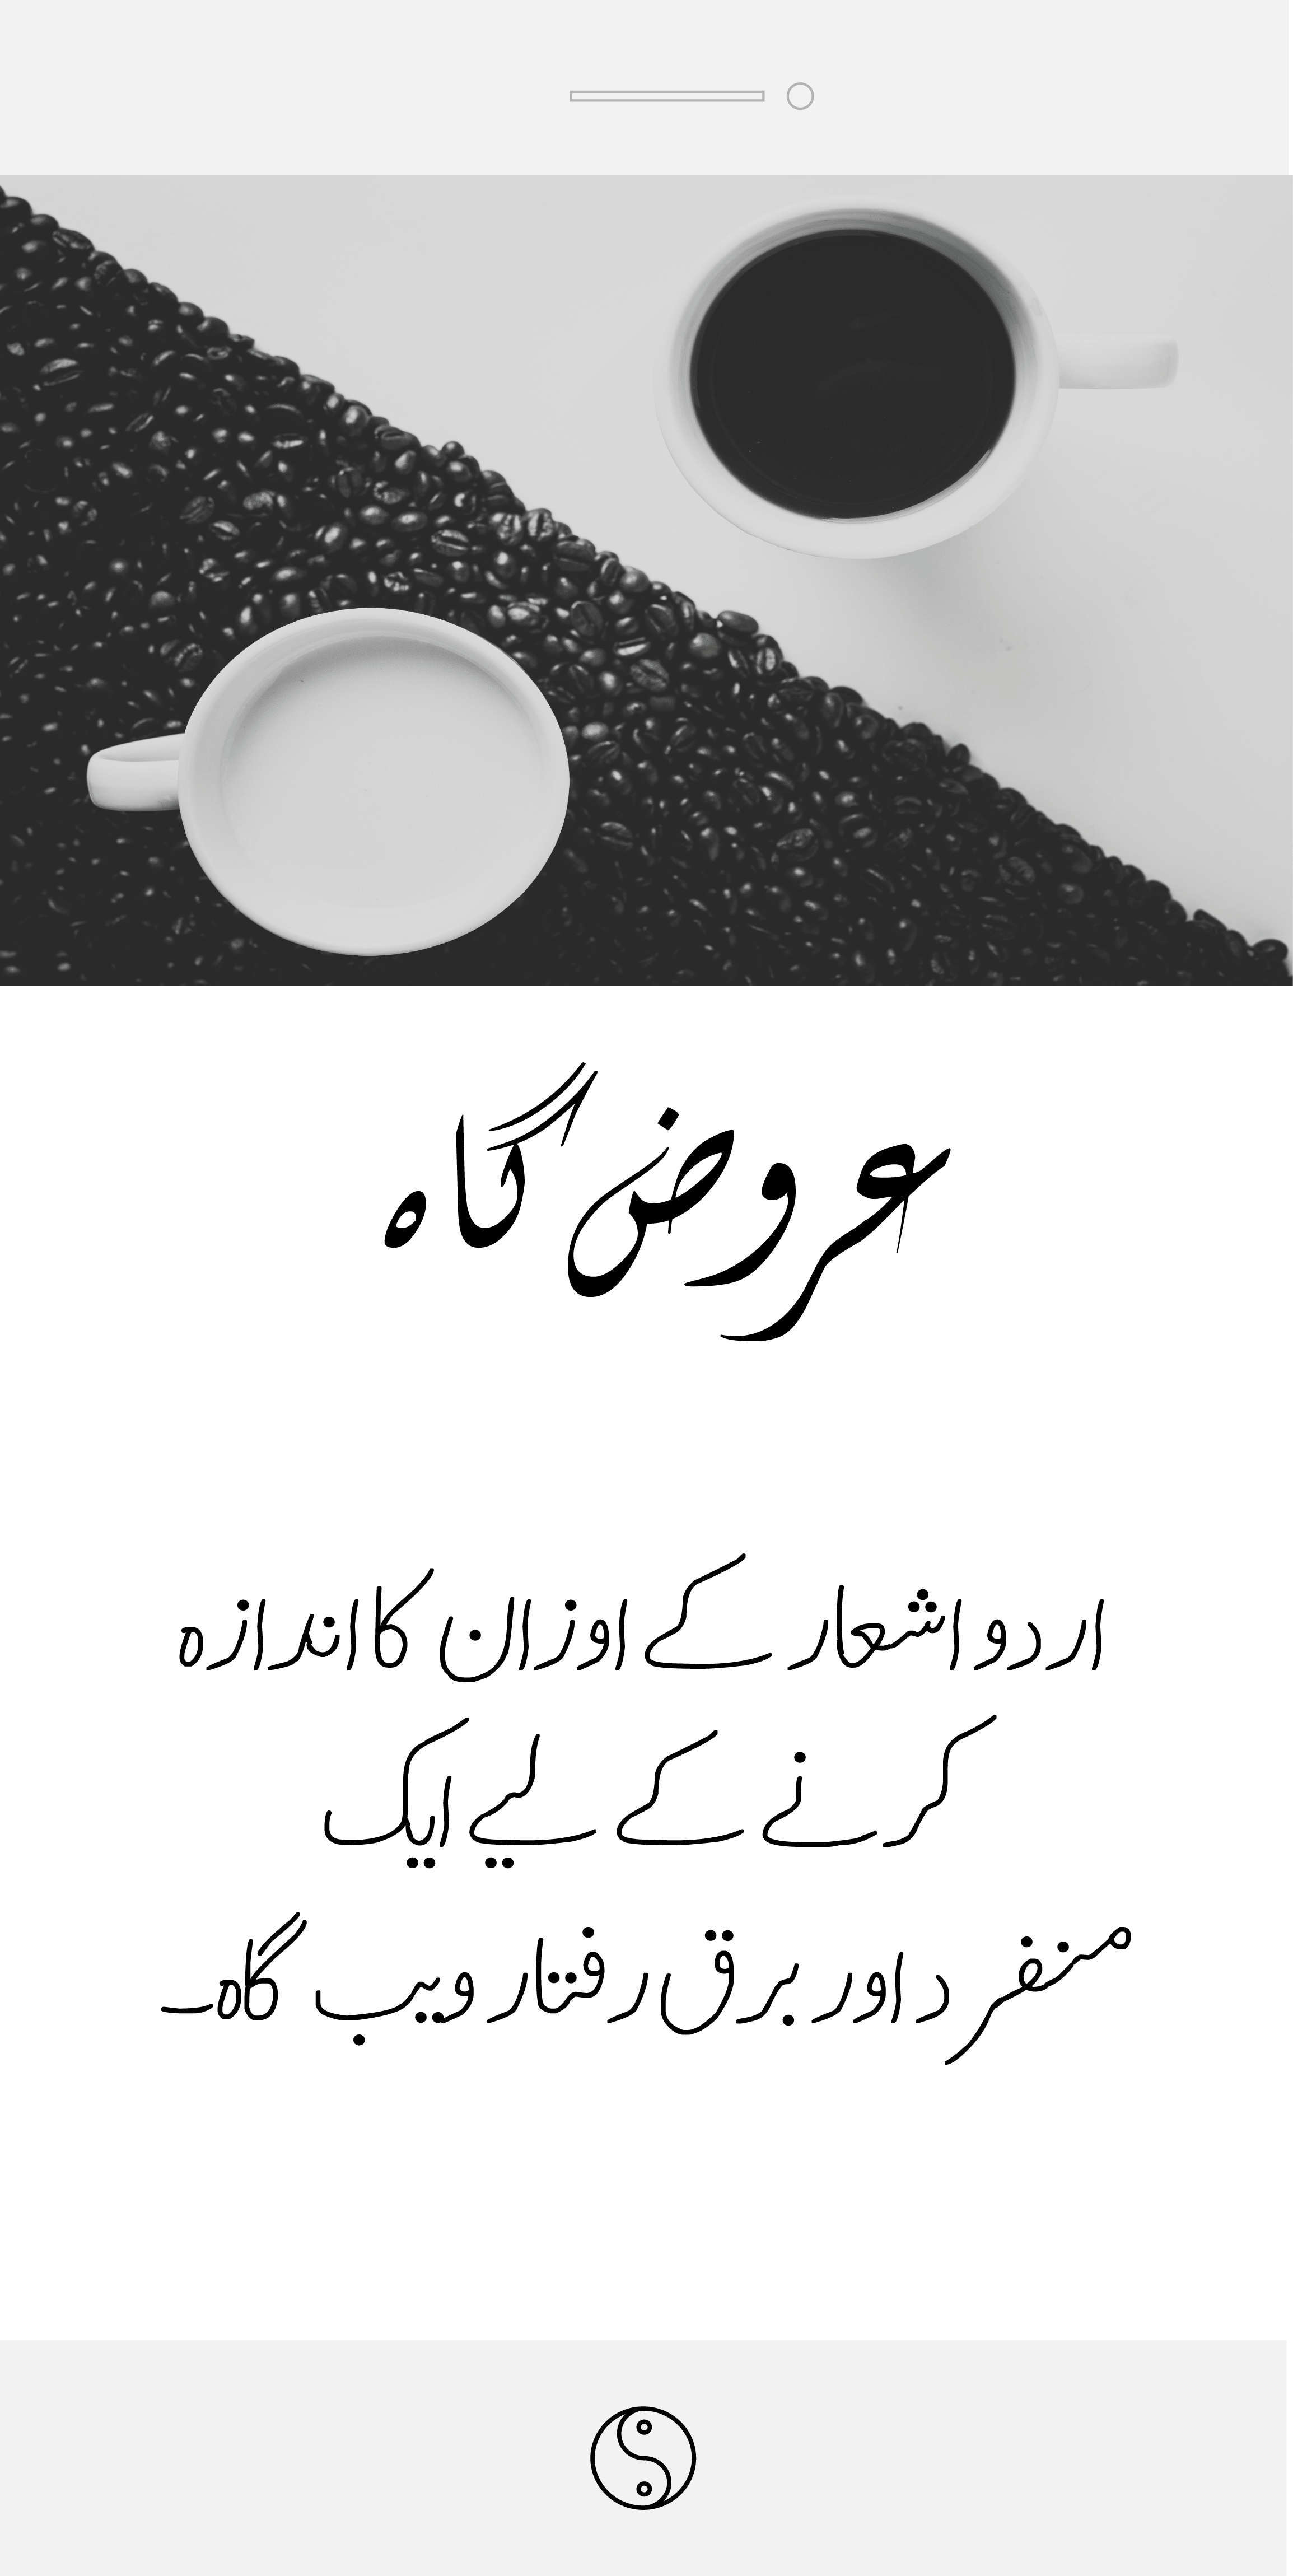 عروض گاہ
اردو اشعار کے اوزان کا اندازہ
کرنے کے لیے ایک
منفرد اور برق رفتار ویب گاہ۔